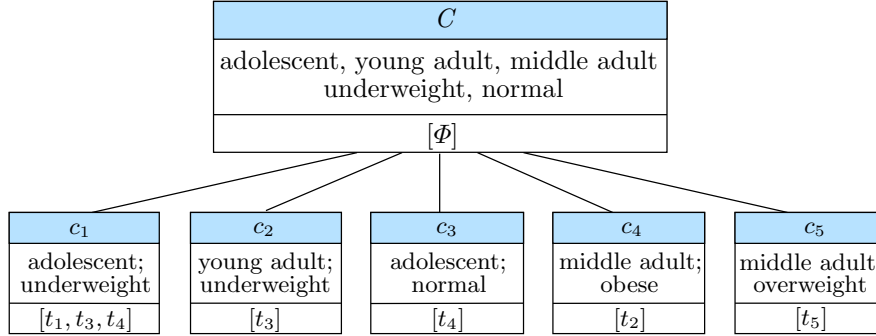 C
adolescent, young adult, middle adult
underweight, normal
[Φ]
c₁
adolescent;
underweight
[t₁, t₃, t₄]
c₂
young adult;
underweight
[t₃]
c₃
adolescent;
normal
[t₄]
c₄
middle adult;
obese
[t₂]
c₅
middle adult
overweight
[t₅]